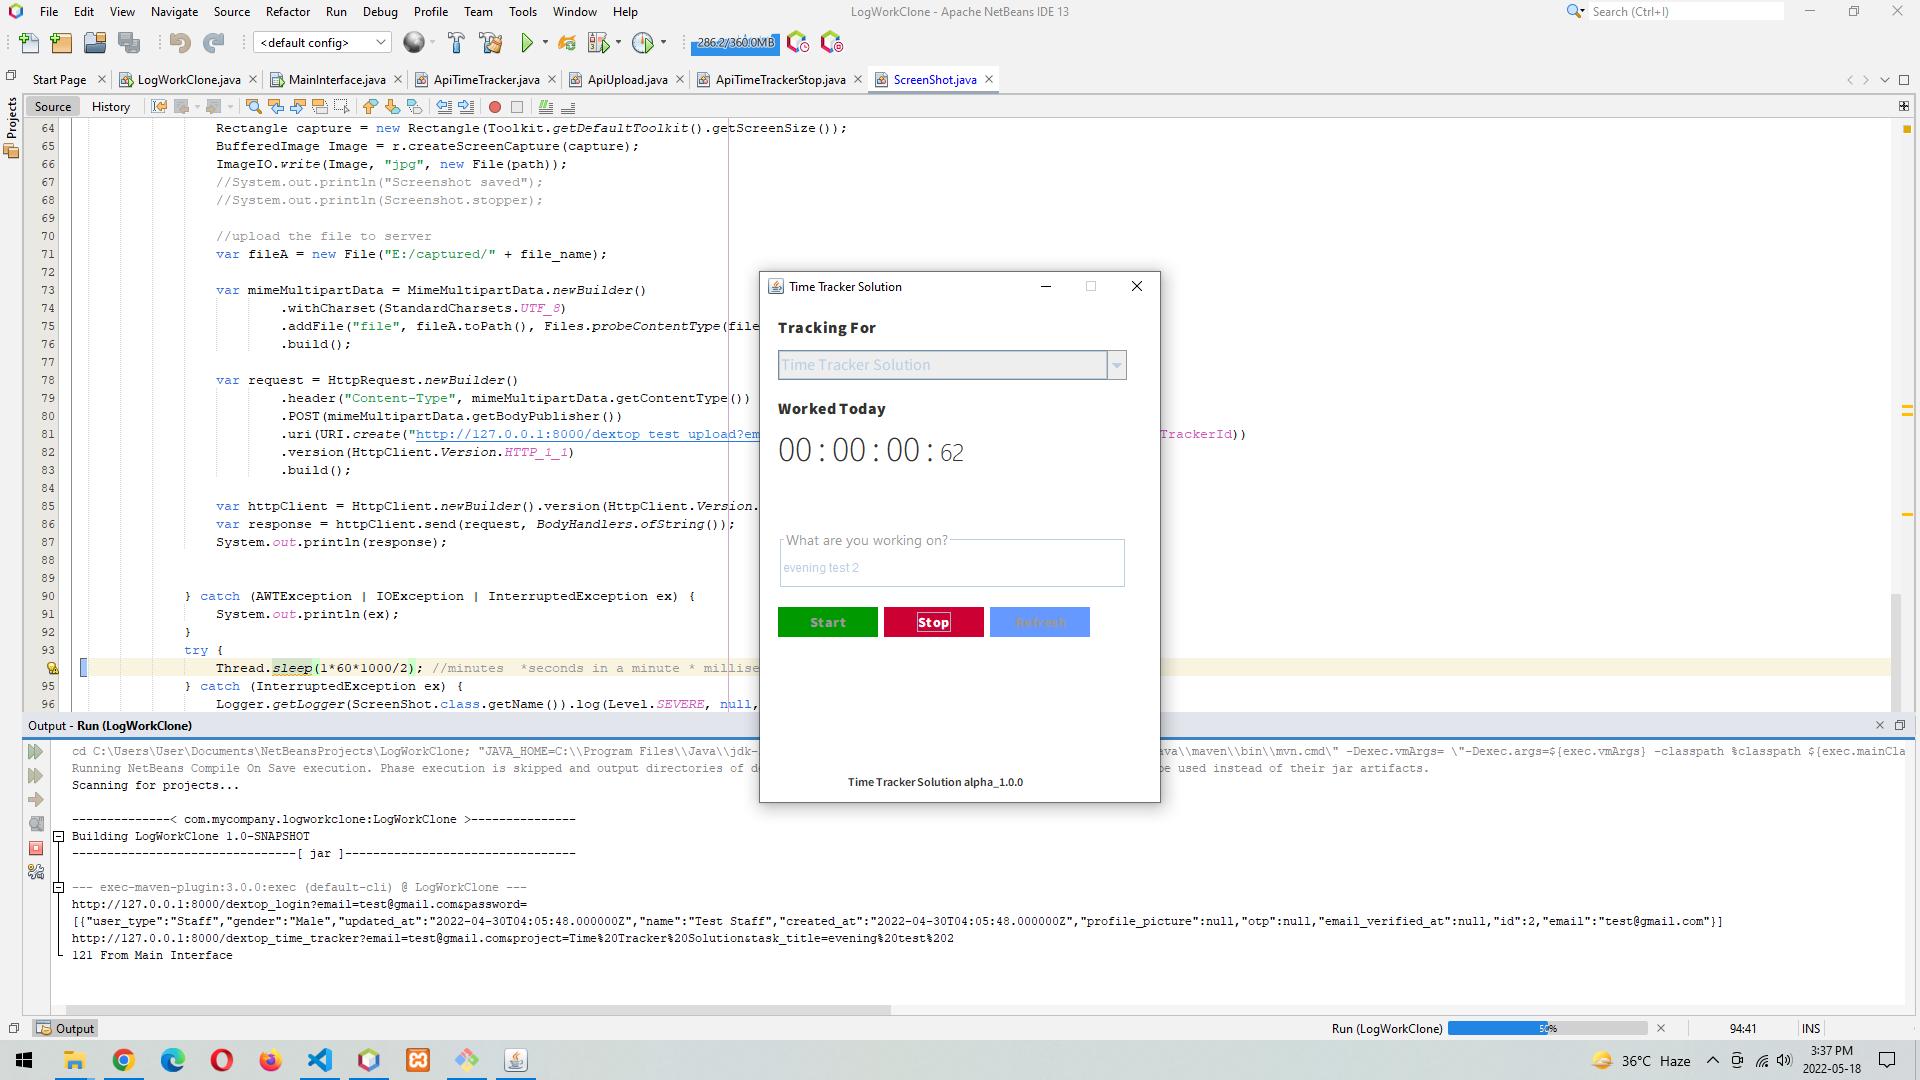 File Edit View Navigate Source Refactor Run Debug Profile Team Tools Window Help
LogWorkClone - Apache NetBeans IDE 13
Search (Ctrl+I)
<default config>
286.2/360.0MB
Start Page
LogWorkClone.java
MainInterface.java
ApiTimeTracker.java
ApiUpload.java
ApiTimeTrackerStop.java
ScreenShot.java
Source History
Projects
64 Rectangle capture = new Rectangle(Toolkit.getDefaultToolkit().getScreenSize());
65 BufferedImage Image = r.createScreenCapture(capture);
66 ImageIO.write(Image, "jpg", new File(path));
67 //System.out.println("Screenshot saved");
68 //System.out.println(Screenshot.stopper);
69
70 //upload the file to server
71 var fileA = new File("E:/captured/" + file_name);
72
73 var mimeMultipartData = MimeMultipartData.newBuilder()
74 .withCharset(StandardCharsets.UTF_8)
75 .addFile("file", fileA.toPath(), Files.probeContentType(file
76 .build();
77
78 var request = HttpRequest.newBuilder()
79 .header("Content-Type", mimeMultipartData.getContentType())
80 .POST(mimeMultipartData.getBodyPublisher())
81 .uri(URI.create("http://127.0.0.1:8000/dextop_test_upload?em TrackerId))
82 .version(HttpClient.Version.HTTP_1_1)
83 .build();
84
85 var httpClient = HttpClient.newBuilder().version(HttpClient.Version.
86 var response = httpClient.send(request, BodyHandlers.ofString());
87 System.out.println(response);
88
89
90 } catch (AWTException | IOException | InterruptedException ex) {
91 System.out.println(ex);
92 }
93 try {
Thread.sleep(1*60*1000/2); //minutes *seconds in a minute * millise
95 } catch (InterruptedException ex) {
96 Logger.getLogger(ScreenShot.class.getName()).log(Level.SEVERE, null,
Time Tracker Solution
Tracking For
Time Tracker Solution
Worked Today
00:00:00:62
What are you working on?
evening test 2
Start Stop Refresh
Time Tracker Solution alpha_1.0.0
Output - Run (LogWorkClone)
cd C:\Users\User\Documents\NetBeansProjects\LogWorkClone; "JAVA_HOME=C:\\Program Files\\Java\\jdk- ava\\maven\\bin\\mvn.cmd\" -Dexec.vmArgs= \"-Dexec.args=${exec.vmArgs} -classpath %classpath ${exec.mainCla
Running NetBeans Compile On Save execution. Phase execution is skipped and output directories of de be used instead of their jar artifacts.
Scanning for projects...
--------------< com.mycompany.logworkclone:LogWorkClone >---------------
Building LogWorkClone 1.0-SNAPSHOT
--------------------------------[ jar ]---------------------------------
--- exec-maven-plugin:3.0.0:exec (default-cli) @ LogWorkClone ---
http://127.0.0.1:8000/dextop_login?email=test@gmail.com&password=
[{"user_type":"Staff","gender":"Male","updated_at":"2022-04-30T04:05:48.000000Z","name":"Test Staff","created_at":"2022-04-30T04:05:48.000000Z","profile_picture":null,"otp":null,"email_verified_at":null,"id":2,"email":"test@gmail.com"}]
http://127.0.0.1:8000/dextop_time_tracker?email=test@gmail.com&project=Time%20Tracker%20Solution&task_title=evening%20test%202
121 From Main Interface
Output
Run (LogWorkClone)
50%
94:41
INS
36°C Haze
3:37 PM
2022-05-18